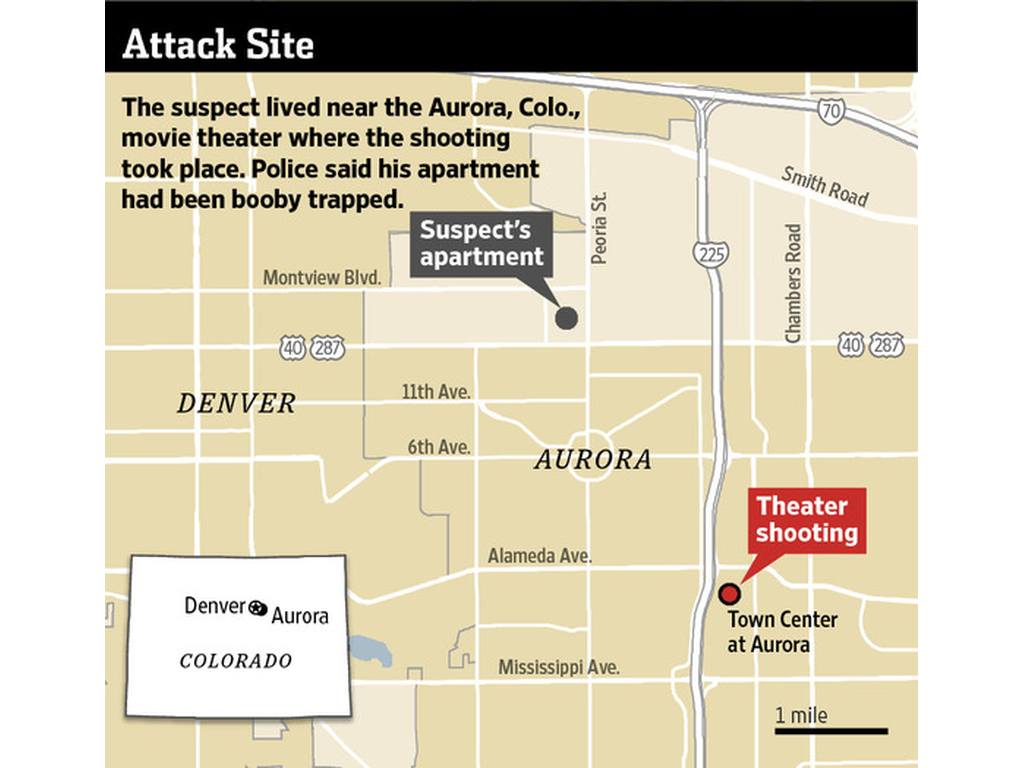 Attack Site
The suspect lived near the Aurora, Colo.,
movie theater where the shooting
took place. Police said his apartment
had been booby trapped.
70
Smith Road
Peoria St.
Suspect's
apartment
225
Chambers Road
Montview Blvd.
40 287
40 287
DENVER
11th Ave.
6th Ave.
AURORA
Theater
shooting
Alameda Ave.
Town Center
at Aurora
Denver
Aurora
COLORADO
Mississippi Ave.
1 mile